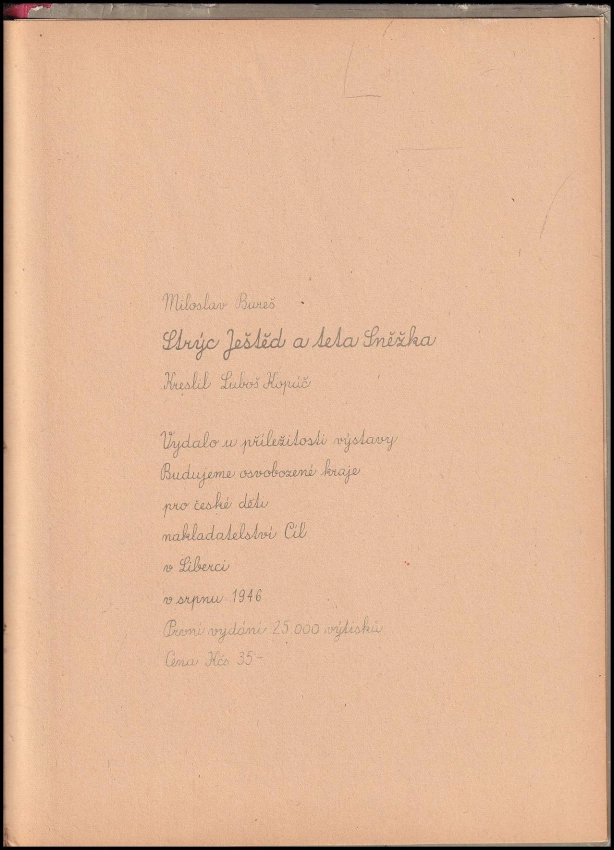 Miloslav Bureš
Strýc Ještěd a teta Sněžka
Kreslil Luboš Kopáč
Vydalo u příležitosti výstavy
Budujeme osvobozené kraje
pro české děti
nakladatelství Cíl
v Liberci
v srpnu 1946
První vydání 25 000 výtisků
Cena Kčs 35-